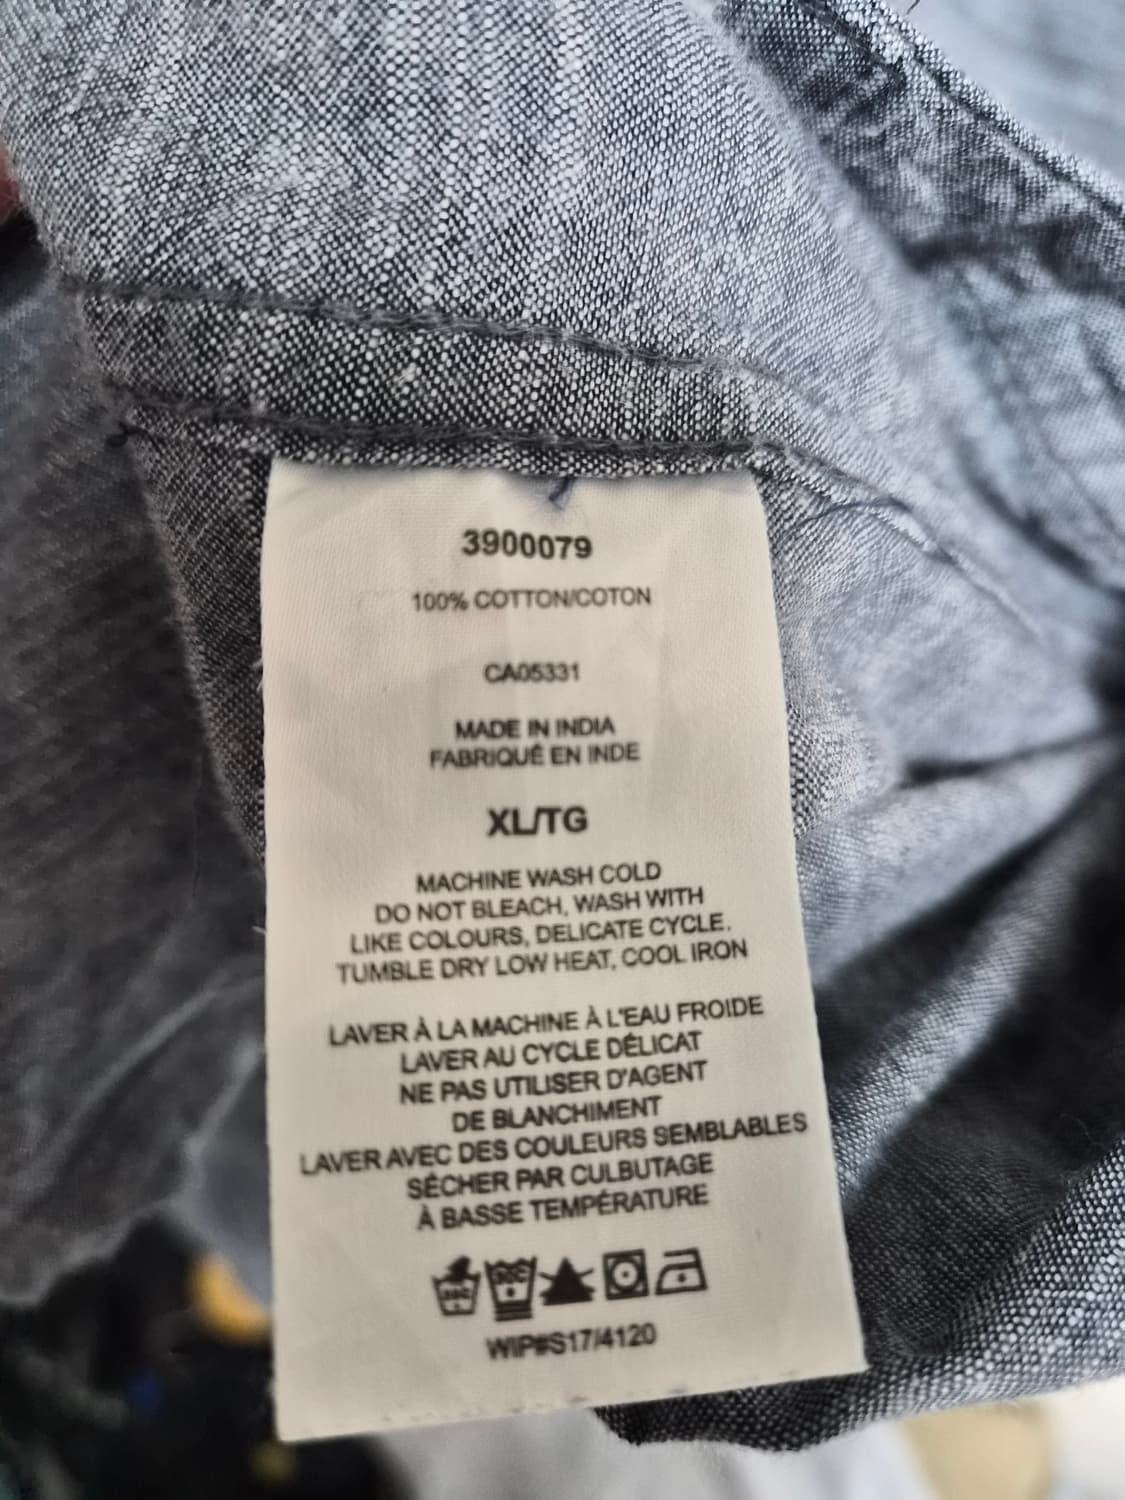 3900079
100% COTTON/COTON
CA05331
MADE IN INDIA
FABRIQUÉ EN INDE
XL/TG
MACHINE WASH COLD
DO NOT BLEACH, WASH WITH
LIKE COLOURS, DELICATE CYCLE.
TUMBLE DRY LOW HEAT, COOL IRON
LAVER À LA MACHINE À L'EAU FROIDE
LAVER AU CYCLE DÉLICAT
NE PAS UTILISER D'AGENT
DE BLANCHIMENT
LAVER AVEC DES COULEURS SEMBLABLES
SÉCHER PAR CULBUTAGE
À BASSE TEMPÉRATURE
WIP#S17/4120